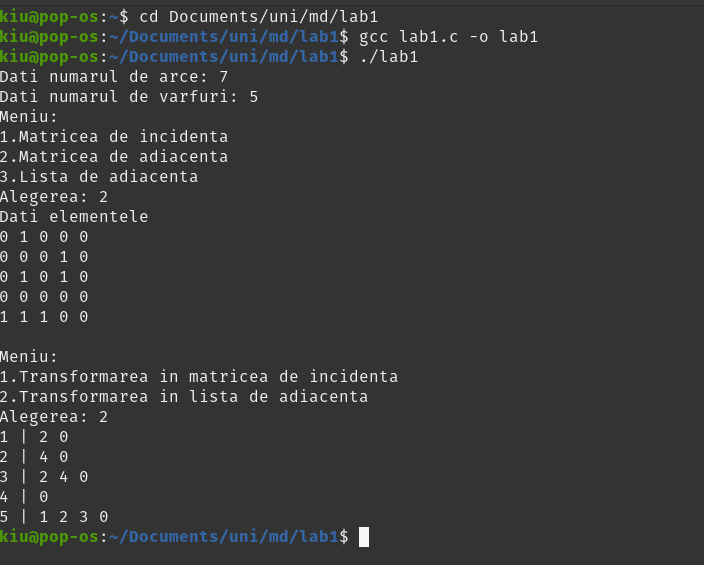 kiu@pop-os:~$ cd Documents/uni/md/lab1
kiu@pop-os:~/Documents/uni/md/lab1$ gcc lab1.c -o lab1
kiu@pop-os:~/Documents/uni/md/lab1$ ./lab1
Dati numarul de arce: 7
Dati numarul de varfuri: 5
Meniu:
1.Matricea de incidenta
2.Matricea de adiacenta
3.Lista de adiacenta
Alegerea: 2
Dati elementele
0 1 0 0 0
0 0 0 1 0
0 1 0 1 0
0 0 0 0 0
1 1 1 0 0
Meniu:
1.Transformarea in matricea de incidenta
2.Transformarea in lista de adiacenta
Alegerea: 2
1 | 2 0
2 | 4 0
3 | 2 4 0
4 | 0
5 | 1 2 3 0
kiu@pop-os:~/Documents/uni/md/lab1$